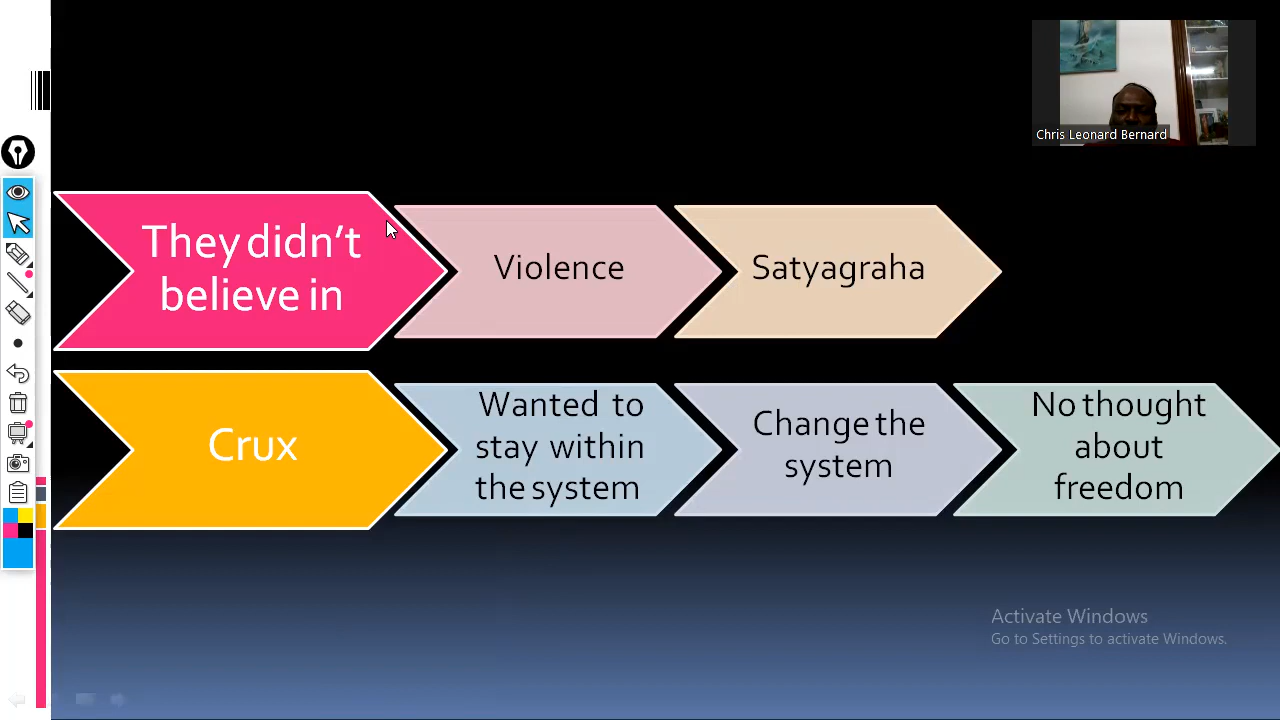 Chris Leonard Bernard
They didn’t
believe in
Violence
Satyagraha
Crux
Wanted to
stay within
the system
Change the
system
No thought
about
freedom
Activate Windows
Go to Settings to activate Windows.